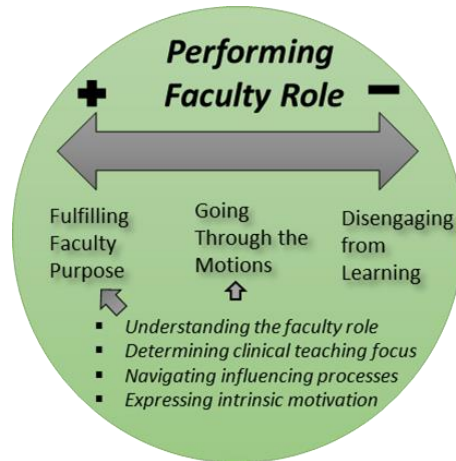 Performing
+ Faculty Role −
Fulfilling
Faculty
Purpose
Going
Through the
Motions
Disengaging
from
Learning
▪ Understanding the faculty role
▪ Determining clinical teaching focus
▪ Navigating influencing processes
▪ Expressing intrinsic motivation